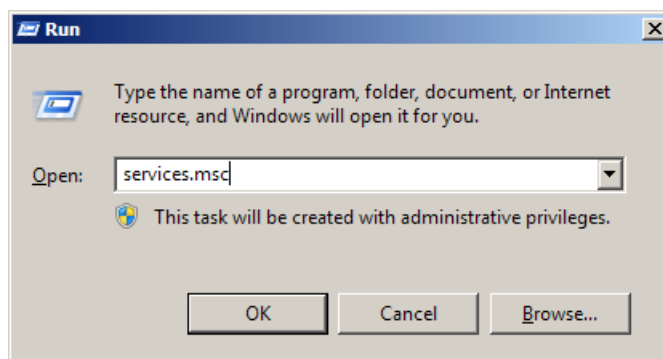 Run
Type the name of a program, folder, document, or Internet
resource, and Windows will open it for you.
Open: services.msc
This task will be created with administrative privileges.
OK Cancel Browse...